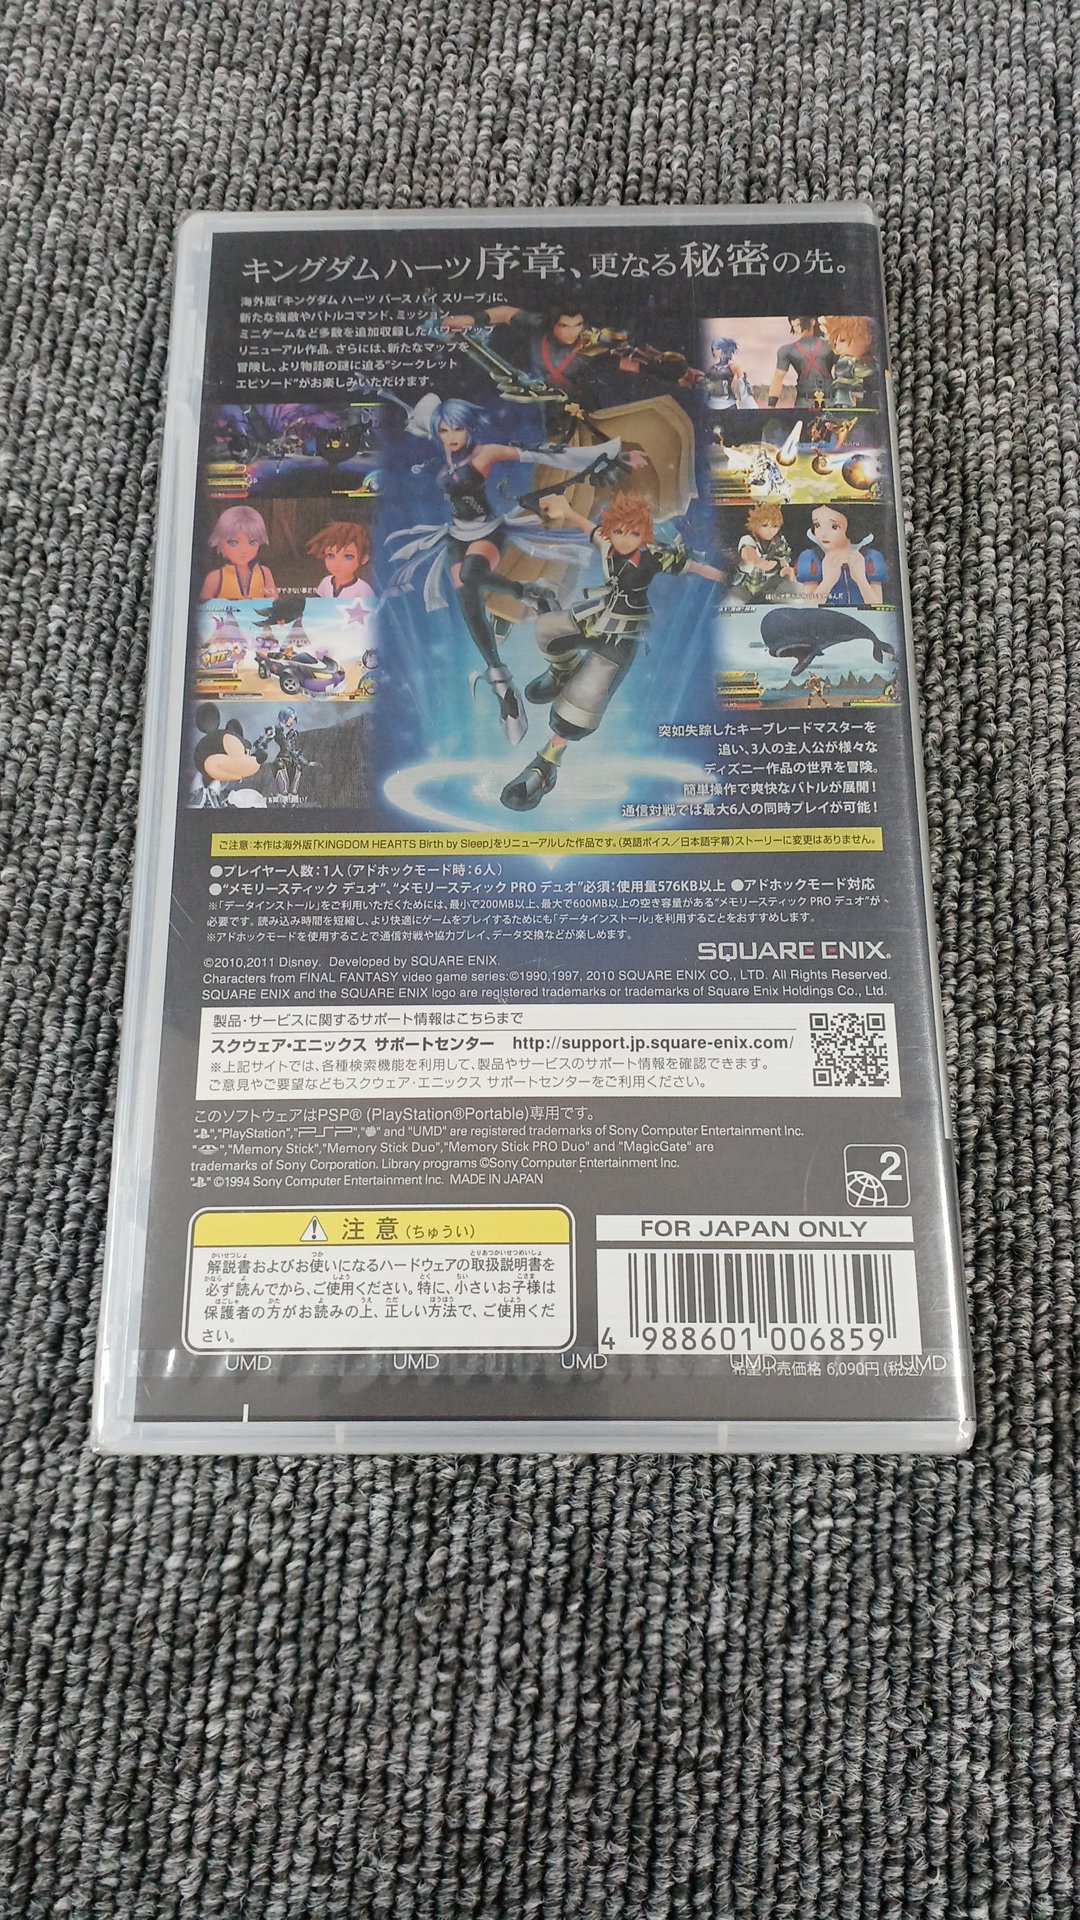 キングダムハーツ序章、更なる秘密の先。
海外版「キングダム ハーツ バース バイ スリープ」に、
新たな強敵やバトルコマンド、ミッション、
ミニゲームなど多数を追加収録したパワーアップ
リニューアル作品。さらには、新たなマップを
冒険し、より物語の謎に迫る"シークレット
エピソード"がお楽しみいただけます。
突如失踪したキーブレードマスターを
追い、3人の主人公が様々な
ディズニー作品の世界を冒険。
簡単操作で爽快なバトルが展開！
通信対戦では最大6人の同時プレイが可能！
ご注意：本作は海外版「KINGDOM HEARTS Birth by Sleep」をリニューアルした作品です。(英語ボイス／日本語字幕)ストーリーに変更はありません。
●プレイヤー人数：1人（アドホックモード時：6人）
●"メモリースティック デュオ"、"メモリースティック PRO デュオ"必須：使用量576KB以上 ●アドホックモード対応
※「データインストール」をご利用いただくためには、最小で200MB以上、最大で600MB以上の空き容量がある"メモリースティック PRO デュオ"が
必要です。読み込み時間を短縮し、より快適にゲームをプレイするためにも「データインストール」を利用することをおすすめします。
※アドホックモードを使用することで通信対戦や協力プレイ、データ交換などが楽しめます。
SQUARE ENIX.
©2010,2011 Disney. Developed by SQUARE ENIX.
Characters from FINAL FANTASY video game series:©1990,1997, 2010 SQUARE ENIX CO., LTD. All Rights Reserved.
SQUARE ENIX and the SQUARE ENIX logo are registered trademarks or trademarks of Square Enix Holdings Co., Ltd.
製品・サービスに関するサポート情報はこちらまで
スクウェア・エニックス サポートセンター http://support.jp.square-enix.com/
※上記サイトでは、各種検索機能を利用して、製品やサービスのサポート情報を確認できます。
ご意見やご要望などもスクウェア・エニックス サポートセンターをご利用ください。
このソフトウェアはPSP® (PlayStation®Portable)専用です。
"","PlayStation","PSP","" and "UMD" are registered trademarks of Sony Computer Entertainment Inc.
"","Memory Stick","Memory Stick Duo","Memory Stick PRO Duo" and "MagicGate" are
trademarks of Sony Corporation. Library programs ©Sony Computer Entertainment Inc.
"" ©1994 Sony Computer Entertainment Inc. MADE IN JAPAN
2
注意(ちゅうい)
解説書およびお使いになるハードウェアの取扱説明書を
必ず読んでから、ご使用ください。特に、小さいお子様は
保護者の方がお読みの上、正しい方法で、ご使用くだ
さい。
FOR JAPAN ONLY
4 988601 006859
希望小売価格 6,090円(税込)
UMD UMD UMD UMD UMD